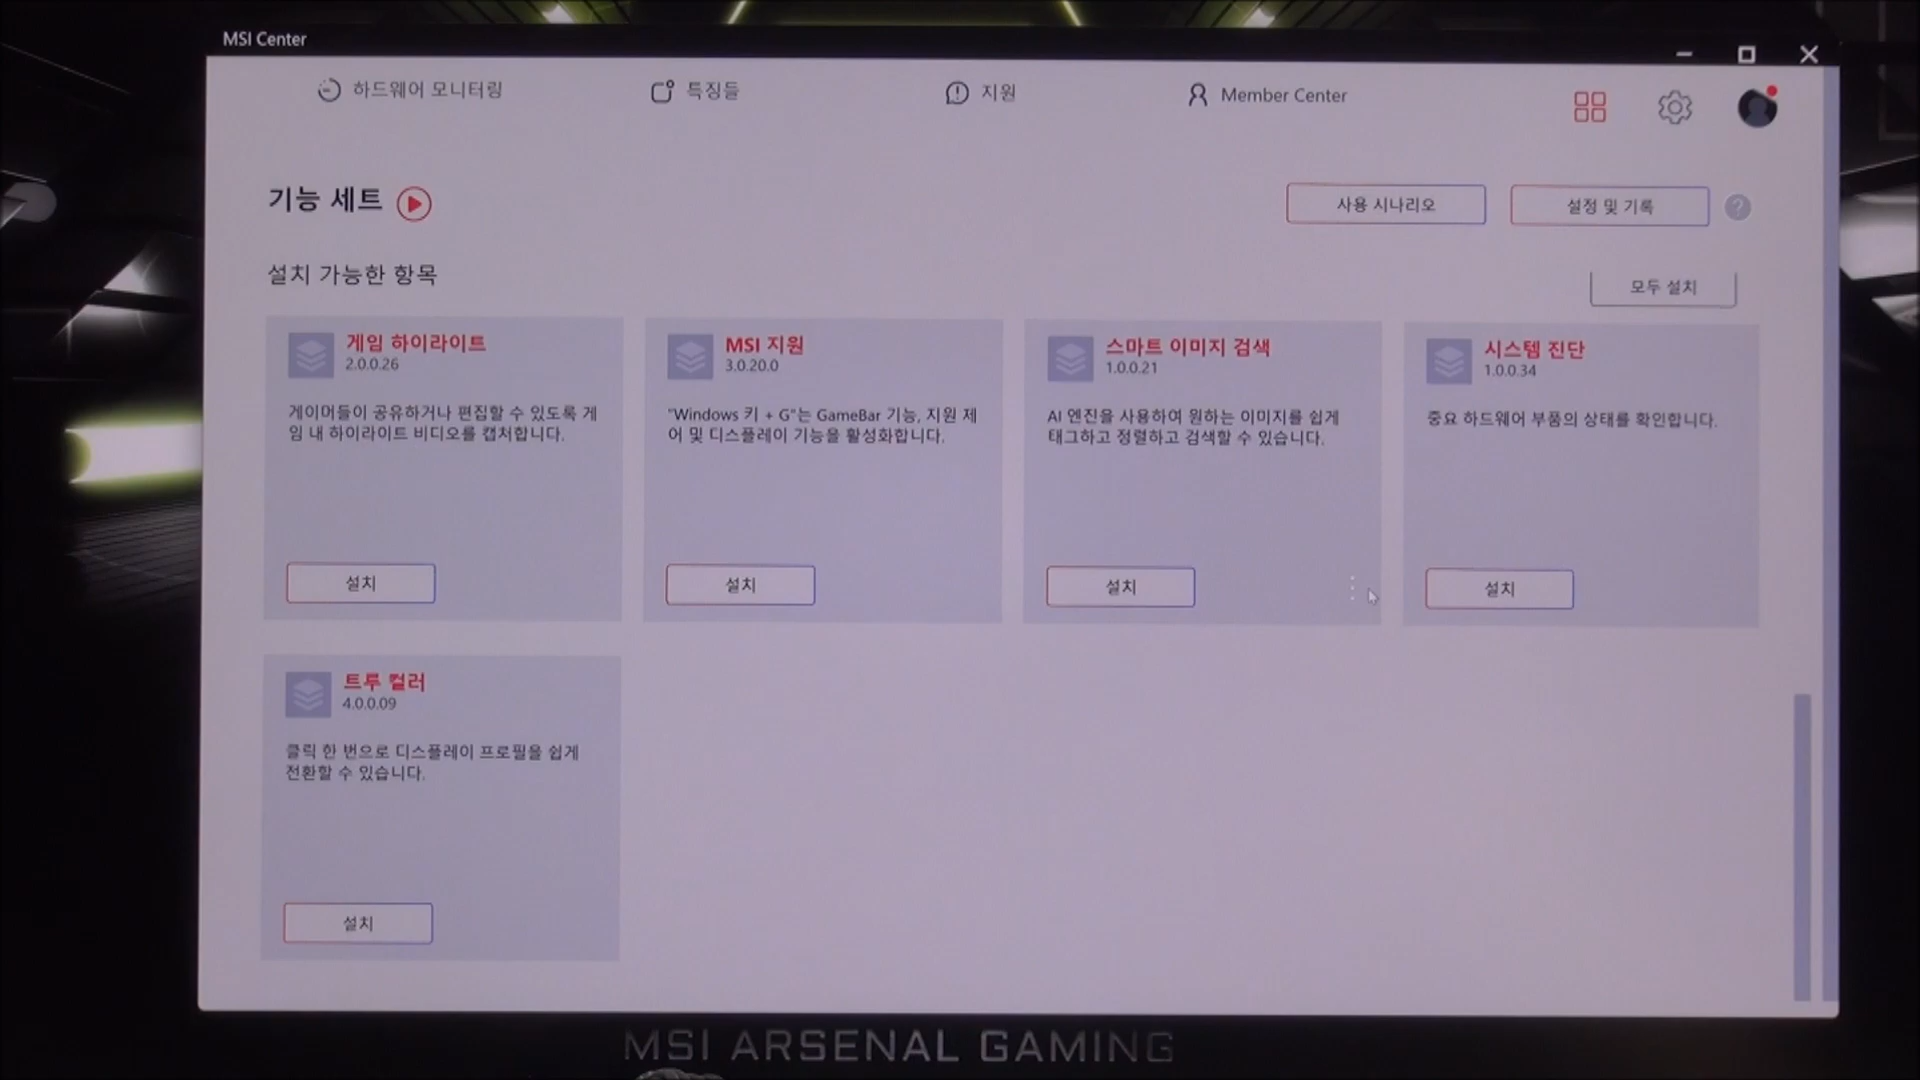 MSI Center
하드웨어 모니터링
특징들
지원
Member Center
기능 세트
사용 시나리오
설정 및 기록
?
설치 가능한 항목
모두 설치
게임 하이라이트
2.0.0.26
게이머들이 공유하거나 편집할 수 있도록 게
임 내 하이라이트 비디오를 캡처합니다.
설치
MSI 지원
3.0.20.0
"Windows 키 + G"는 GameBar 기능, 지원 제
어 및 디스플레이 기능을 활성화합니다.
설치
스마트 이미지 검색
1.0.0.21
AI 엔진을 사용하여 원하는 이미지를 쉽게
태그하고 정렬하고 검색할 수 있습니다.
설치
시스템 진단
1.0.0.34
중요 하드웨어 부품의 상태를 확인합니다.
설치
트루 컬러
4.0.0.09
클릭 한 번으로 디스플레이 프로필을 쉽게
전환할 수 있습니다.
설치
MSI ARSENAL GAMING